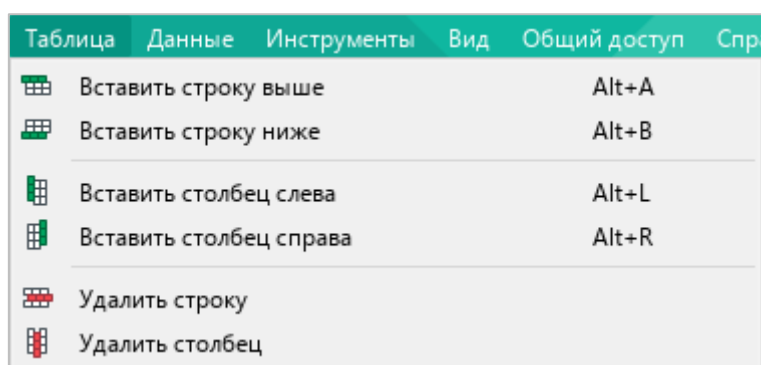 Таблица Данные Инструменты Вид Общий доступ
Вставить строку выше Alt+A
Вставить строку ниже Alt+B
Вставить столбец слева Alt+L
Вставить столбец справа Alt+R
Удалить строку
Удалить столбец